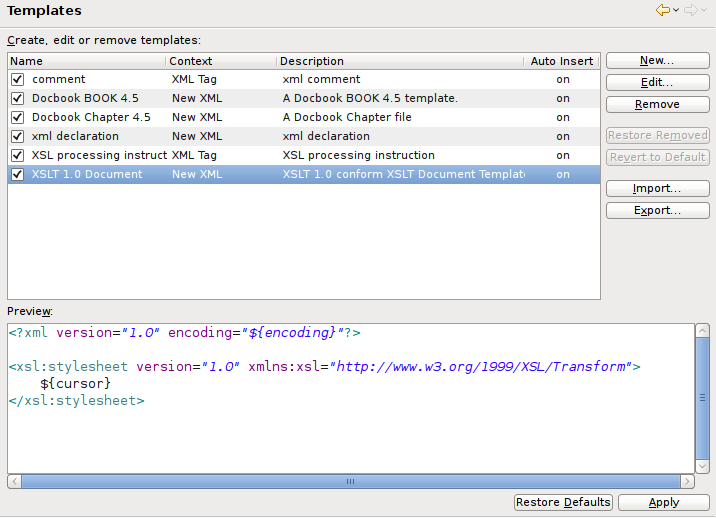 Templates
Create, edit or remove templates:
Name Context Description Auto Insert
comment XML Tag xml comment on
Docbook BOOK 4.5 New XML A Docbook BOOK 4.5 template. on
Docbook Chapter 4.5 New XML A Docbook Chapter file on
xml declaration New XML xml declaration on
XSL processing instruct XML Tag XSL processing instruction on
XSLT 1.0 Document New XML XSLT 1.0 conform XSLT Document Templat on
New...
Edit...
Remove
Restore Removed
Revert to Default
Import...
Export...
Preview:
<?xml version="1.0" encoding="${encoding}"?>
<xsl:stylesheet version="1.0" xmlns:xsl="http://www.w3.org/1999/XSL/Transform">
${cursor}
</xsl:stylesheet>
Restore Defaults Apply